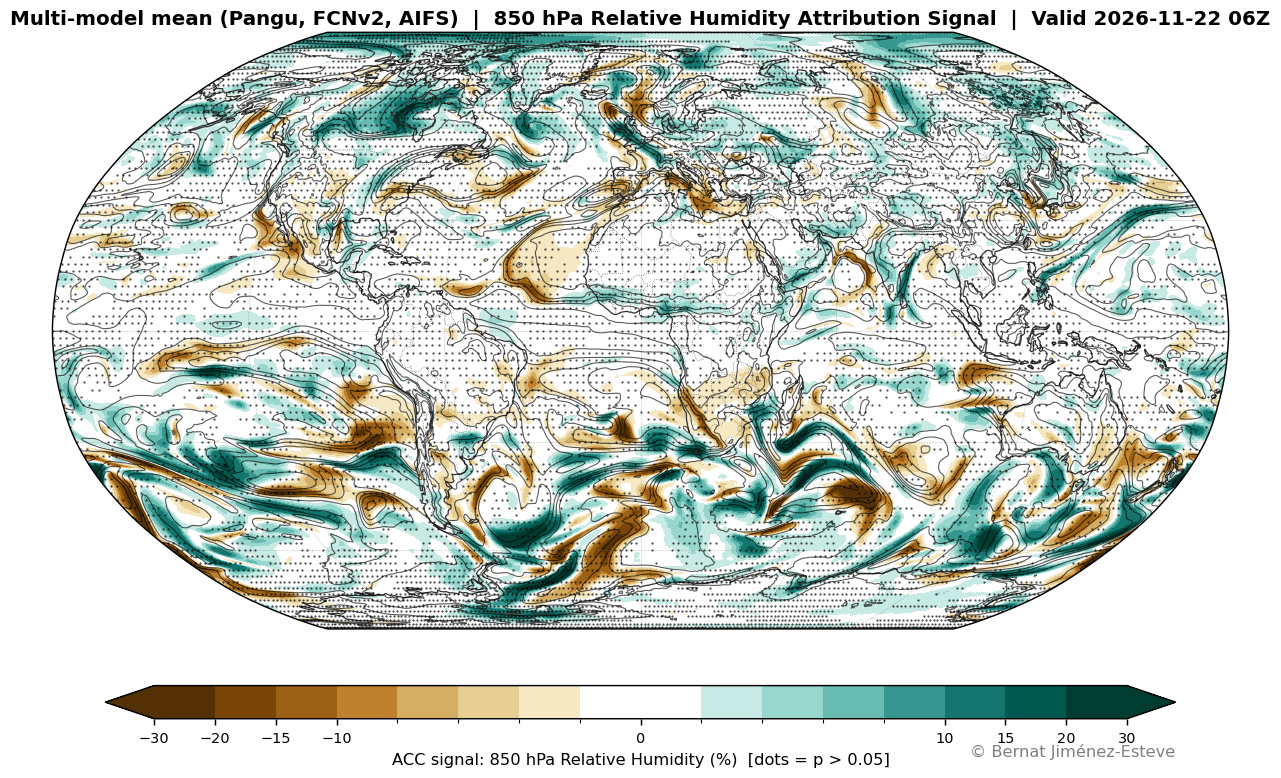 Multi-model mean (Pangu, FCNv2, AIFS)  |  850 hPa Relative Humidity Attribution Signal  |  Valid 2026-11-22 06Z
−30 −20 −15 −10 0 10 15 20 30
© Bernat Jiménez-Esteve
ACC signal: 850 hPa Relative Humidity (%)  [dots = p > 0.05]